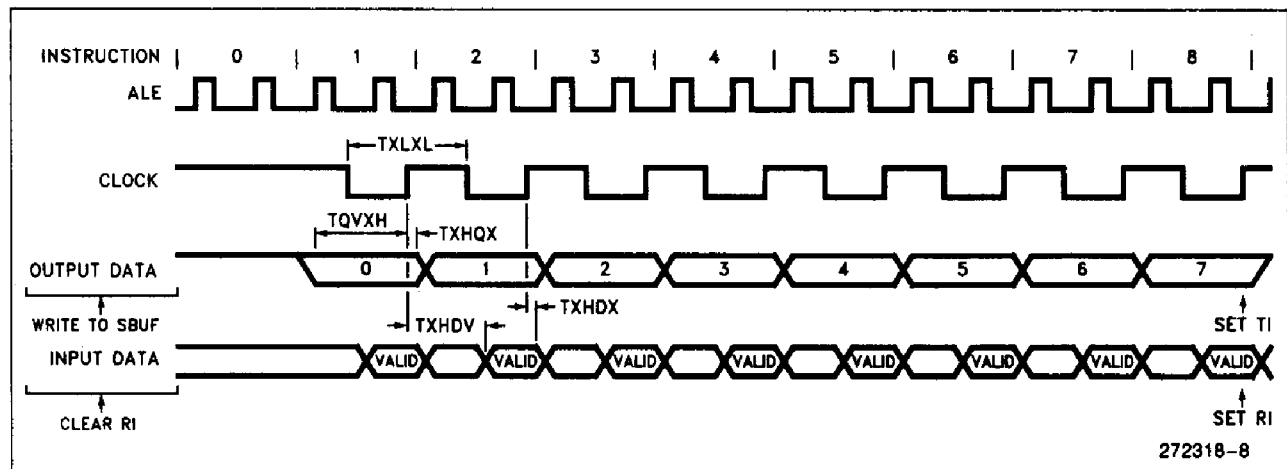 INSTRUCTION | 0 | 1 | 2 | 3 | 4 | 5 | 6 | 7 | 8 |
ALE
TXLXL
CLOCK
TQVXH
TXHQX
OUTPUT DATA 0 1 2 3 4 5 6 7
WRITE TO SBUF
TXHDV
TXHDX
SET TI
INPUT DATA VALID VALID VALID VALID VALID VALID VALID VALID
CLEAR RI
SET RI
272318-8